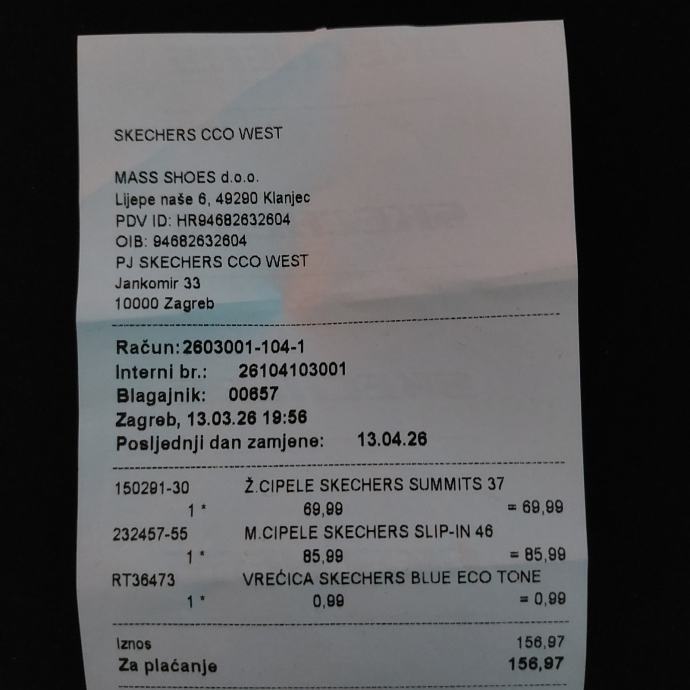 SKECHERS CCO WEST
MASS SHOES d.o.o.
Lijepe naše 6, 49290 Klanjec
PDV ID: HR94682632604
OIB: 94682632604
PJ SKECHERS CCO WEST
Jankomir 33
10000 Zagreb
Račun:2603001-104-1
Interni br.: 26104103001
Blagajnik: 00657
Zagreb, 13.03.26 19:56
Posljednji dan zamjene: 13.04.26
150291-30 Ž.CIPELE SKECHERS SUMMITS 37
1 * 69,99 = 69,99
232457-55 M.CIPELE SKECHERS SLIP-IN 46
1 * 85,99 = 85,99
RT36473 VREĆICA SKECHERS BLUE ECO TONE
1 * 0,99 = 0,99
Iznos 156,97
Za plaćanje 156,97